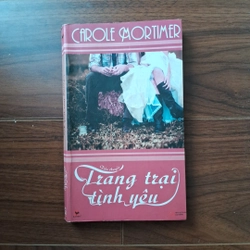 CAROLE MORTIMER
Trang trại
tình yêu